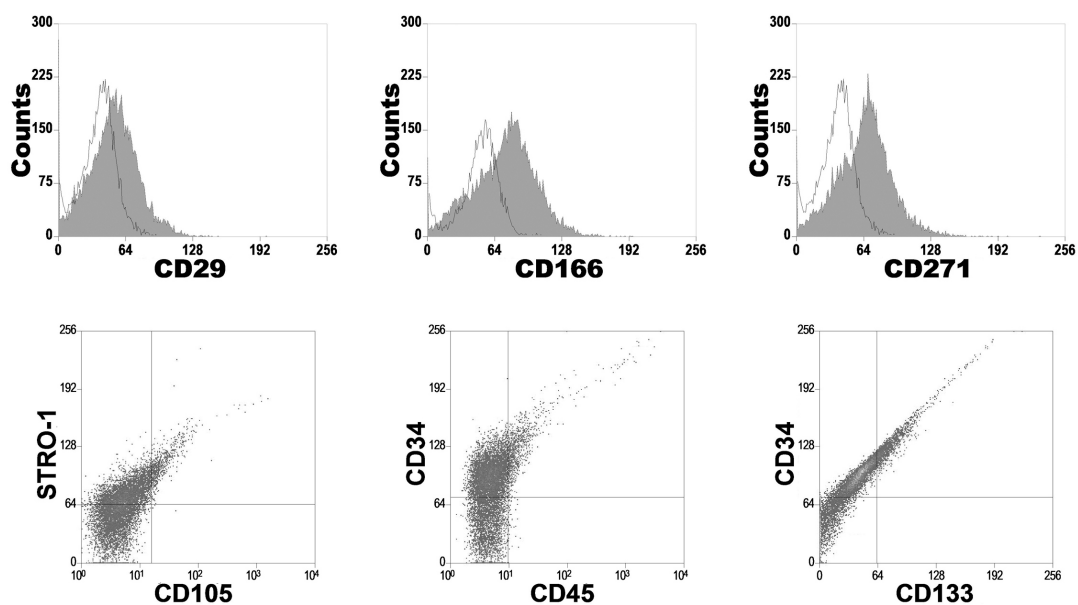 300
225
150
75
0
Counts
0 64 128 192 256
CD29
300
225
150
75
0
Counts
0 64 128 192 256
CD166
300
225
150
75
0
Counts
0 64 128 192 256
CD271
256
192
128
64
0
STRO-1
10⁰ 10¹ 10² 10³ 10⁴
CD105
256
192
128
64
0
CD34
10⁰ 10¹ 10² 10³ 10⁴
CD45
256
192
128
64
0
CD34
0 64 128 192 256
CD133